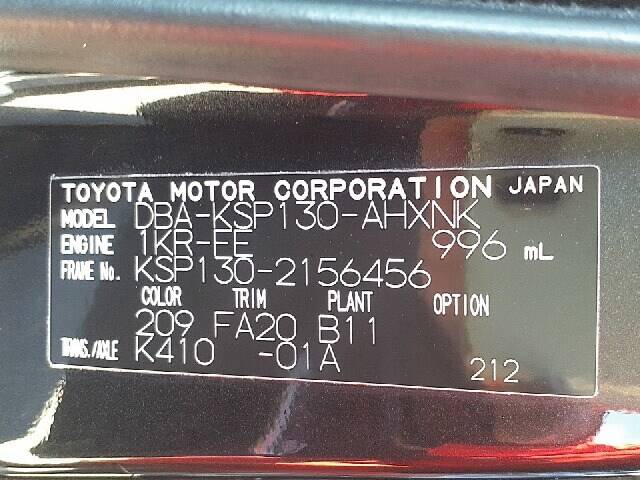 TOYOTA MOTOR CORPORATION JAPAN
MODEL DBA-KSP130-AHXNK
ENGINE 1KR-EE 996 mL
FRAME No. KSP130-2156456
COLOR TRIM PLANT OPTION
209 FA20 B11
TRANS./AXLE K410 -01A
212